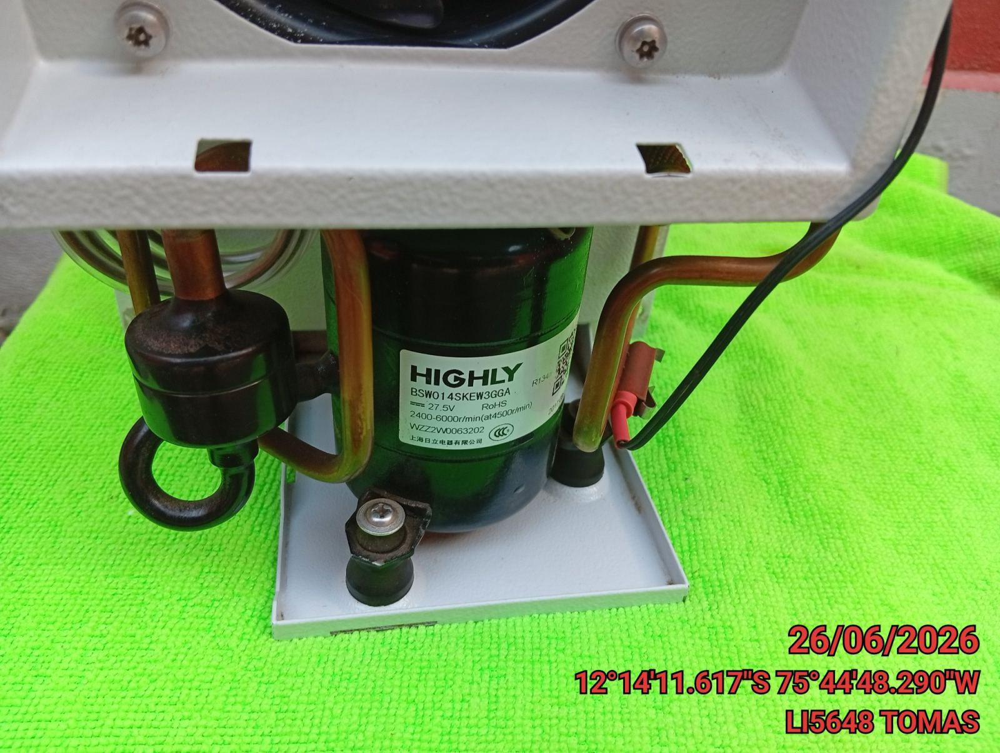 HIGHLY
BSW014SKEW3GGA
R134a
27.5V RoHS
2400-6000r/min(at4500r/min)
WZZ2W0063202
上海日立电器有限公司
26/06/2026
12°14'11.617"S 75°44'48.290"W
LI5648 TOMAS